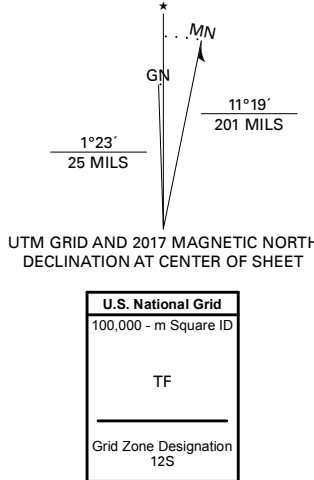 ★
MN
GN
1°23´
25 MILS
11°19´
201 MILS
UTM GRID AND 2017 MAGNETIC NORTH
DECLINATION AT CENTER OF SHEET
U.S. National Grid
100,000 - m Square ID
TF
Grid Zone Designation
12S